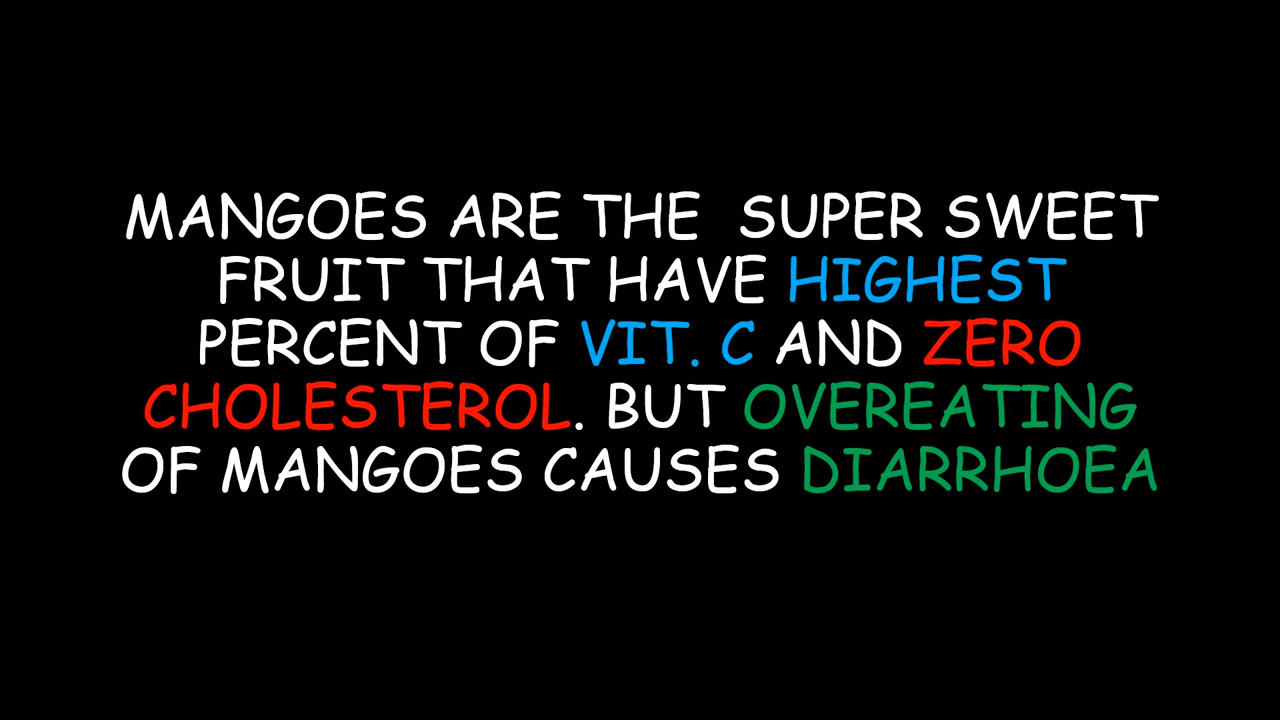 MANGOES ARE THE  SUPER SWEET
FRUIT THAT HAVE HIGHEST
PERCENT OF VIT. C AND ZERO
CHOLESTEROL. BUT OVEREATING
OF MANGOES CAUSES DIARRHOEA